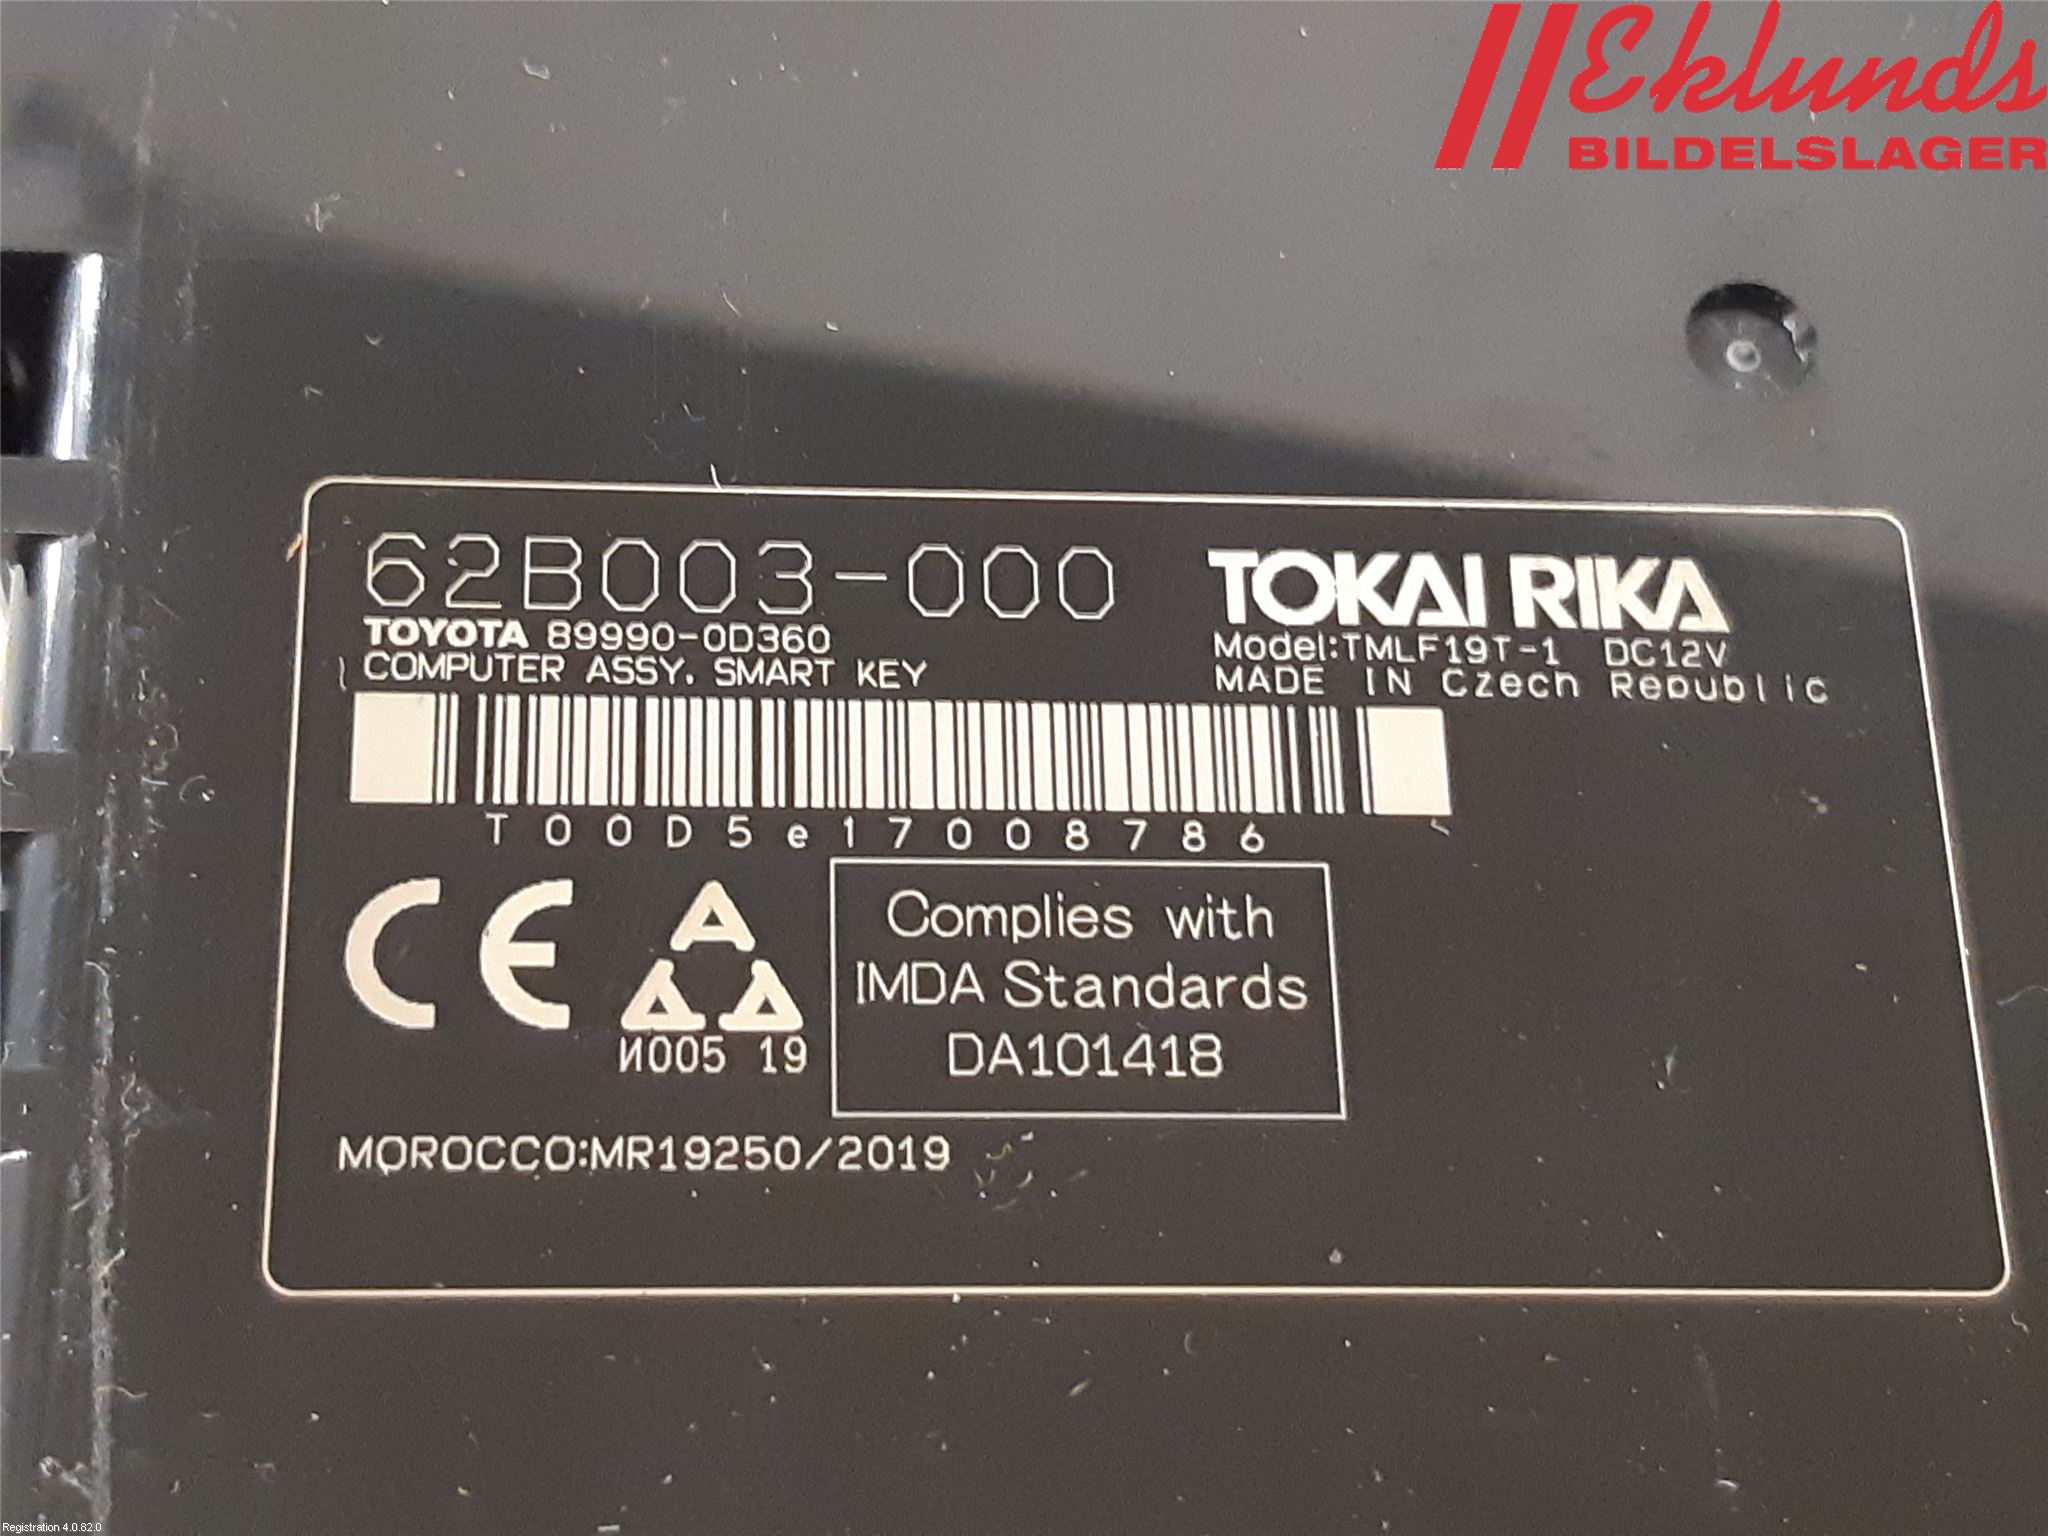 Eklunds
BILDELSLAGER
62B003-000
TOKAI RIKA
TOYOTA 89990-0D360
COMPUTER ASSY, SMART KEY
Model:TMLF19T-1 DC12V
MADE IN Czech Republic
T00D5e17008786
CE
И005 19
Complies with
IMDA Standards
DA101418
MOROCCO:MR19250/2019
Registration 4.0.82.0